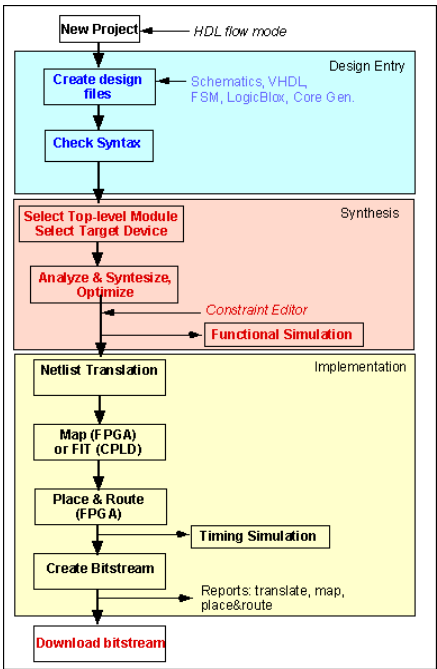 New Project
HDL flow mode
Design Entry
Create design
files
Schematics, VHDL,
FSM, LogicBlox, Core Gen.
Check Syntax
Synthesis
Select Top-level Module
Select Target Device
Analyze & Syntesize,
Optimize
Constraint Editor
Functional Simulation
Implementation
Netlist Translation
Map (FPGA)
or FIT (CPLD)
Place & Route
(FPGA)
Timing Simulation
Create Bitstream
Reports: translate, map,
place&route
Download bitstream